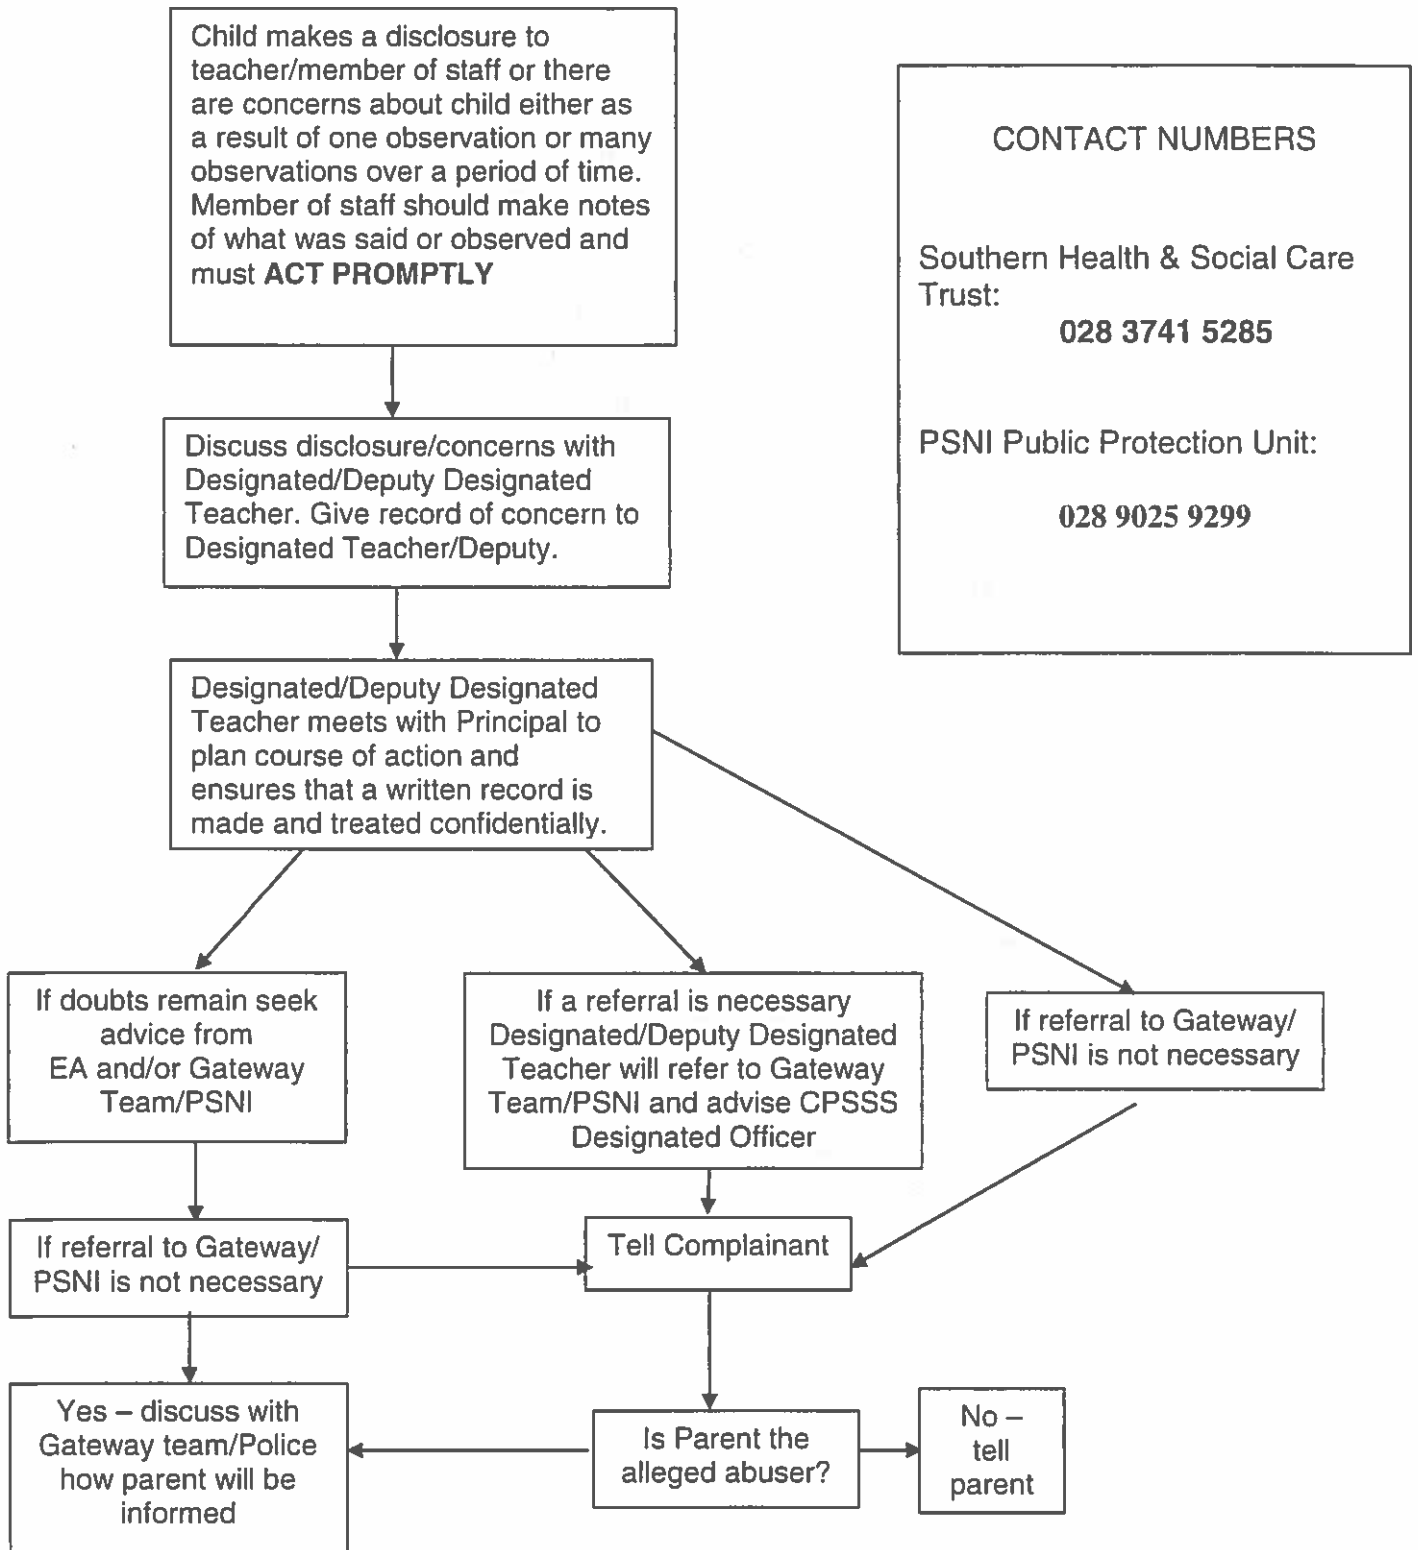 Child makes a disclosure to
teacher/member of staff or there
are concerns about child either as
a result of one observation or many
observations over a period of time.
Member of staff should make notes
of what was said or observed and
must ACT PROMPTLY
CONTACT NUMBERS
Southern Health & Social Care
Trust:
028 3741 5285
PSNI Public Protection Unit:
028 9025 9299
Discuss disclosure/concerns with
Designated/Deputy Designated
Teacher. Give record of concern to
Designated Teacher/Deputy.
Designated/Deputy Designated
Teacher meets with Principal to
plan course of action and
ensures that a written record is
made and treated confidentially.
If doubts remain seek
advice from
EA and/or Gateway
Team/PSNI
If a referral is necessary
Designated/Deputy Designated
Teacher will refer to Gateway
Team/PSNI and advise CPSSS
Designated Officer
If referral to Gateway/
PSNI is not necessary
If referral to Gateway/
PSNI is not necessary
Tell Complainant
Yes – discuss with
Gateway team/Police
how parent will be
informed
Is Parent the
alleged abuser?
No –
tell
parent